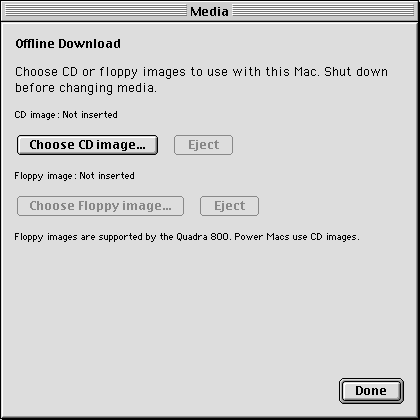 Media
Offline Download
Choose CD or floppy images to use with this Mac. Shut down
before changing media.
CD image: Not inserted
Choose CD image... Eject
Floppy image: Not inserted
Choose Floppy image... Eject
Floppy images are supported by the Quadra 800. Power Macs use CD images.
Done